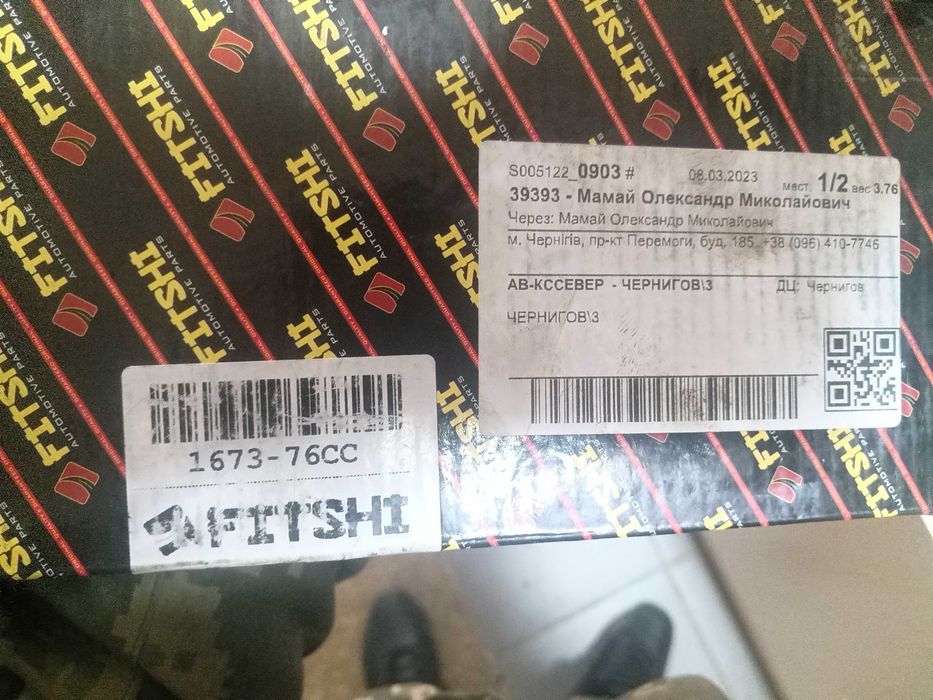 FITSHI
AUTOMOTIVE PARTS
S005122_0903 # 08.03.2023 мест 1/2 вес 3.76
39393 - Мамай Олександр Миколайович
Через: Мамай Олександр Миколайович
м. Чернігів, пр-кт Перемоги, буд. 185, +38 (096) 410-7746
АВ-КССЕВЕР - ЧЕРНИГОВ\3 ДЦ: Чернигов
ЧЕРНИГОВ\3
1673-76CC
FITSHI